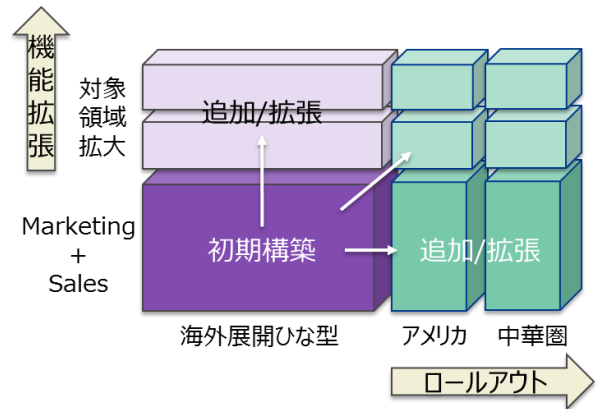 機能拡張
対象
領域
拡大
追加/拡張
Marketing
+
Sales
初期構築
追加/拡張
海外展開ひな型
アメリカ
中華圏
ロールアウト